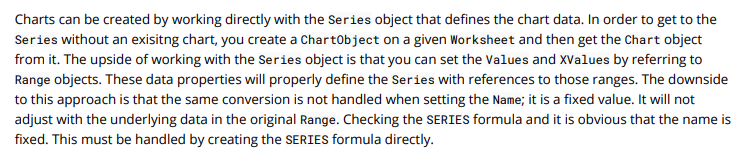 Charts can be created by working directly with the Series object that defines the chart data. In order to get to the
Series without an exisitng chart, you create a ChartObject on a given Worksheet and then get the Chart object
from it. The upside of working with the Series object is that you can set the Values and XValues by referring to
Range objects. These data properties will properly define the Series with references to those ranges. The downside
to this approach is that the same conversion is not handled when setting the Name; it is a fixed value. It will not
adjust with the underlying data in the original Range. Checking the SERIES formula and it is obvious that the name is
fixed. This must be handled by creating the SERIES formula directly.